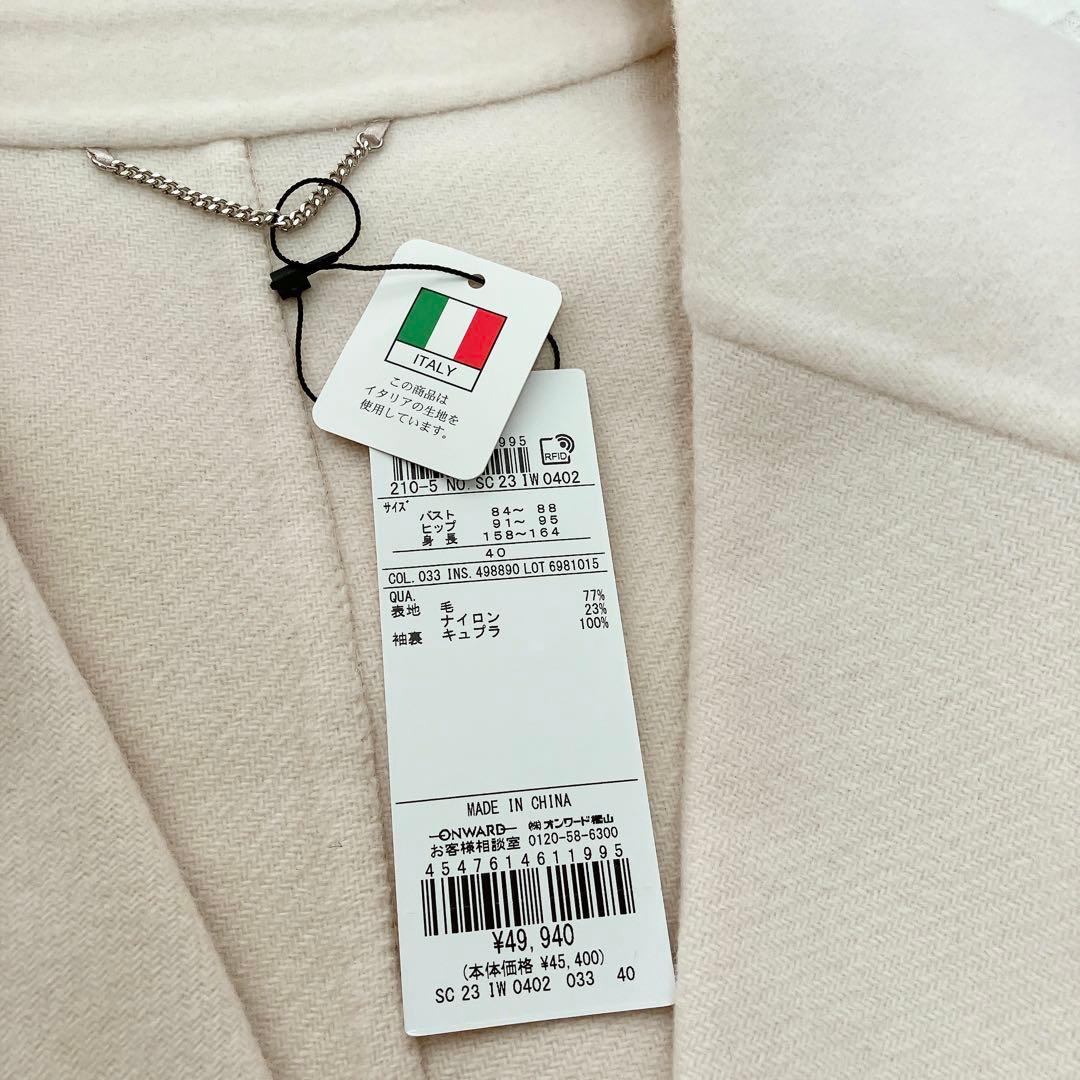 ITALY
この商品は
イタリアの生地を
使用しています。
995
RFID
210-5 NO. SC 23 IW 0402
サイズ
バスト 84～ 88
ヒップ 91～ 95
身 長 158～164
40
COL. 033 INS. 498890 LOT 6981015
QUA.
表地 毛 77%
ナイロン 23%
袖裏 キュプラ 100%
MADE IN CHINA
ONWARD ㈱オンワード樫山
お客様相談室 0120-58-6300
4547614611995
¥49,940
(本体価格 ¥45,400)
SC 23 IW 0402 033 40